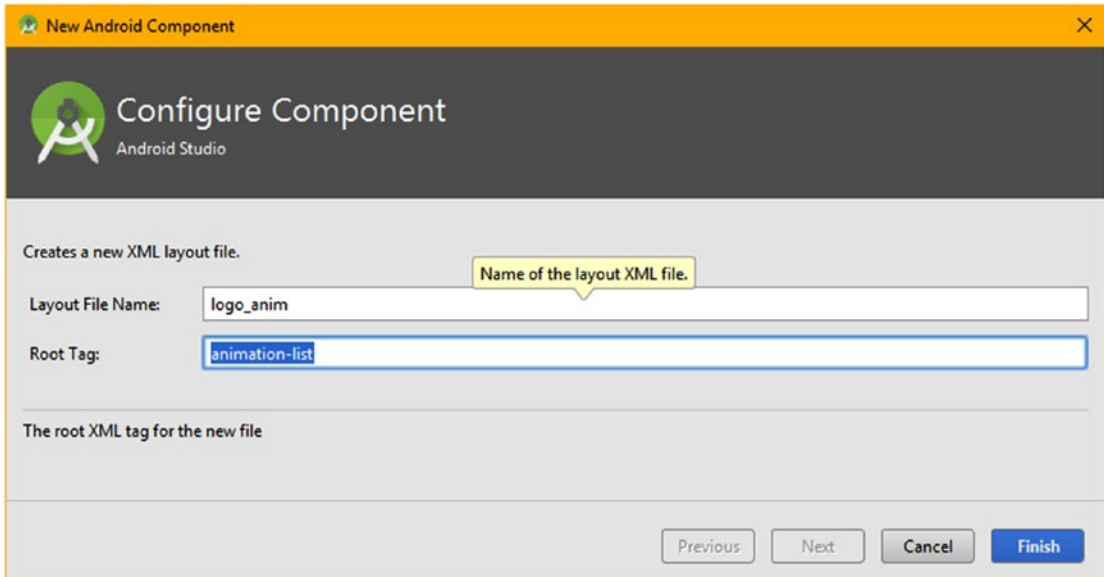 New Android Component
Configure Component
Android Studio
Creates a new XML layout file.
Name of the layout XML file.
Layout File Name: logo_anim
Root Tag: animation-list
The root XML tag for the new file
Previous Next Cancel Finish